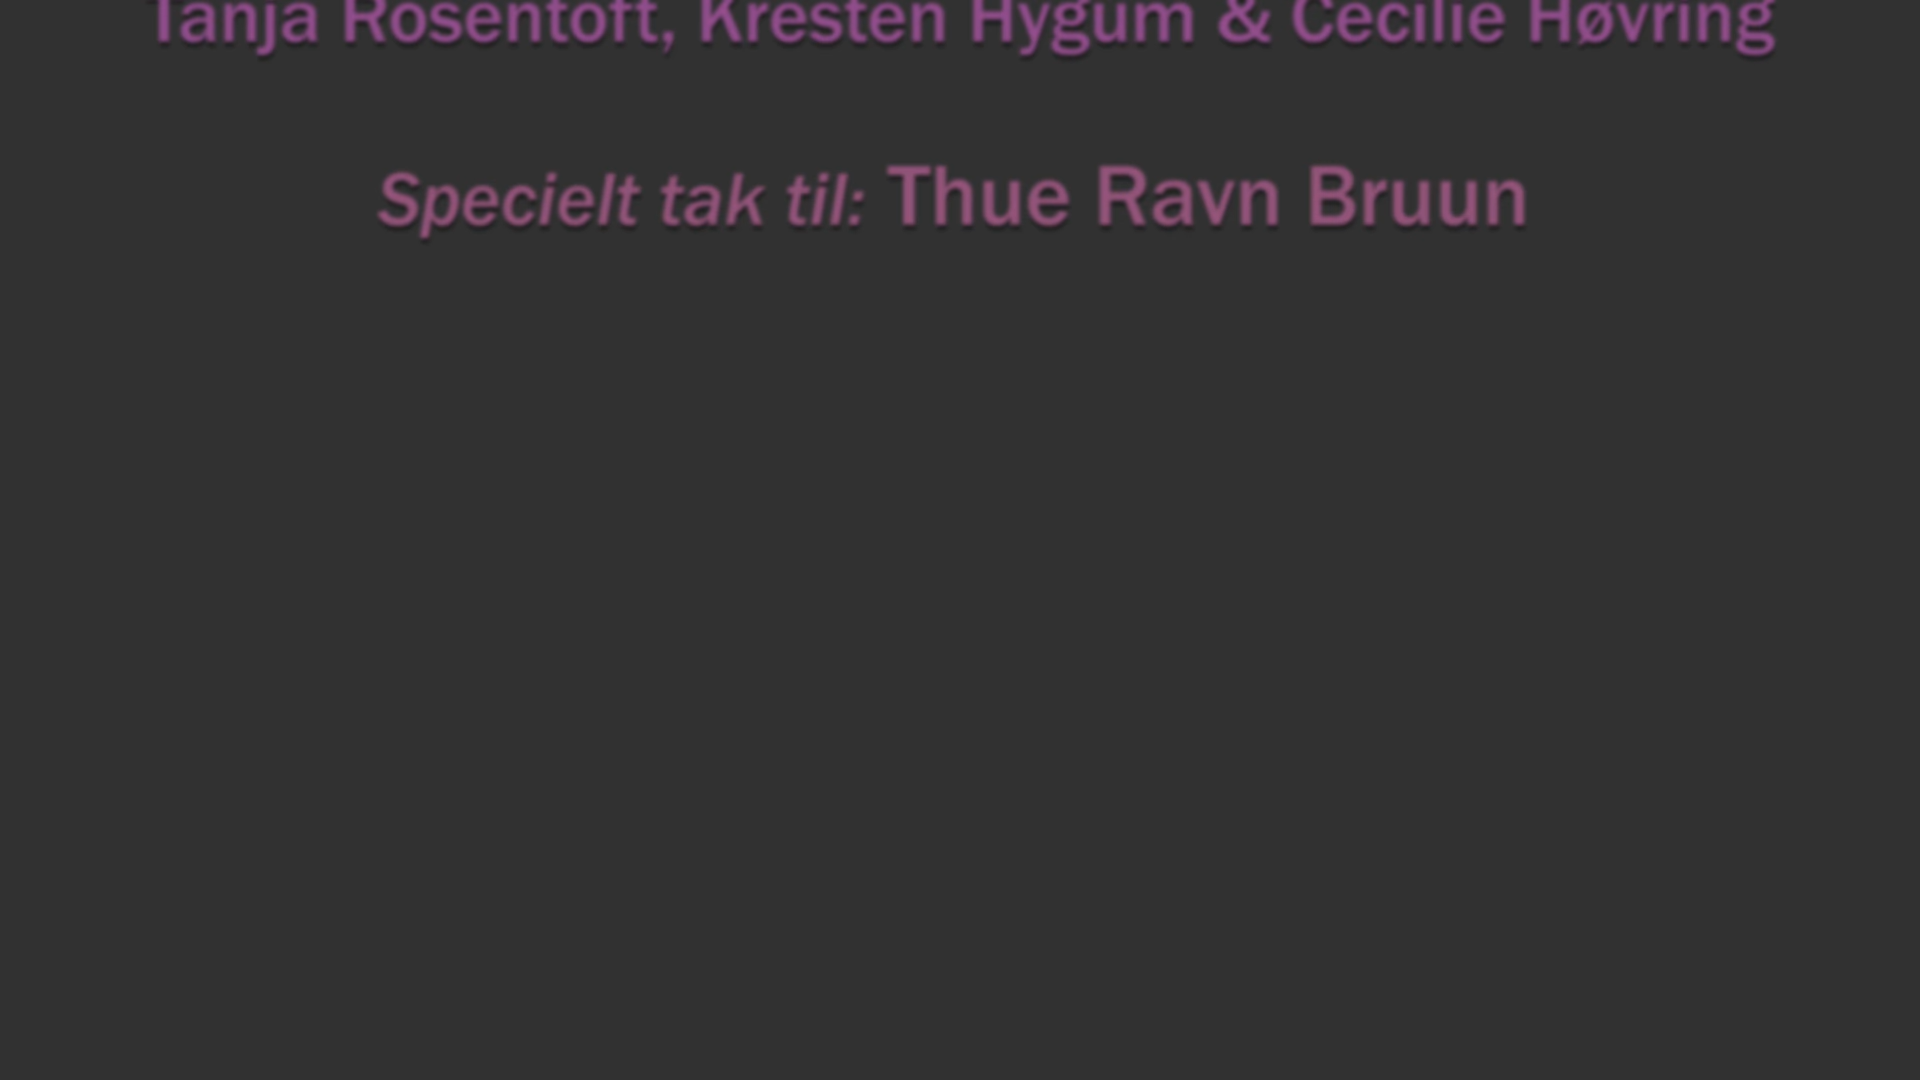 Tanja Rosentoft, Kresten Hygum & Cecilie Høvring
Specielt tak til: Thue Ravn Bruun